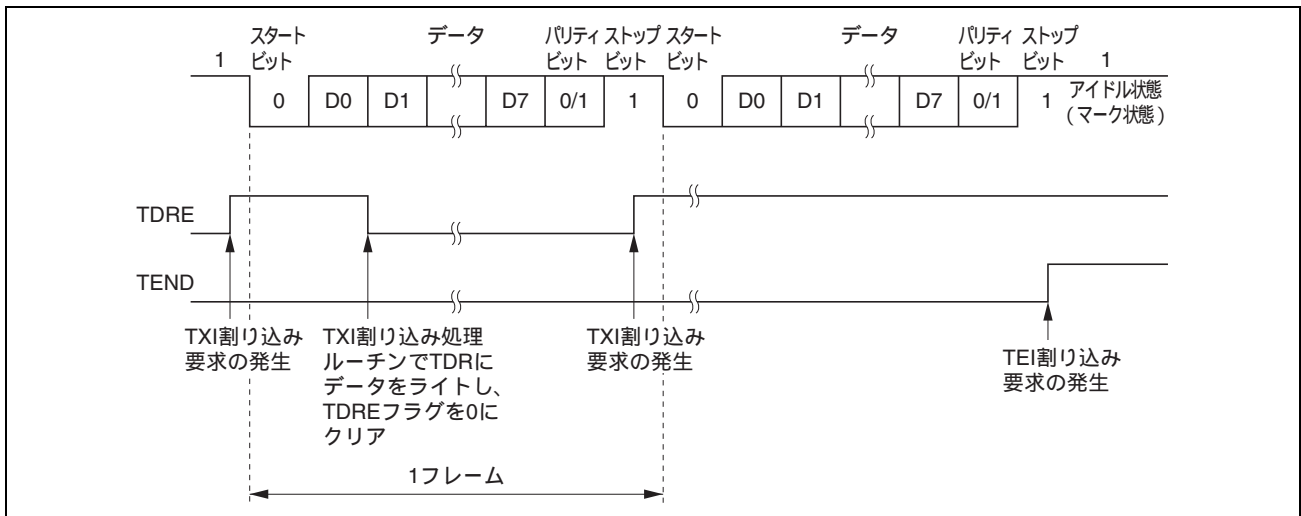 スタート データ パリティ ストップ スタート データ パリティ ストップ
1 ビット ビット ビット ビット ビット ビット 1
0 D0 D1 D7 0/1 1 0 D0 D1 D7 0/1 1 アイドル状態
(マーク状態)
TDRE
TEND
TXI割り込み
要求の発生
TXI割り込み処理
ルーチンでTDRに
データをライトし、
TDREフラグを0に
クリア
TXI割り込み
要求の発生
TEI割り込み
要求の発生
1フレーム